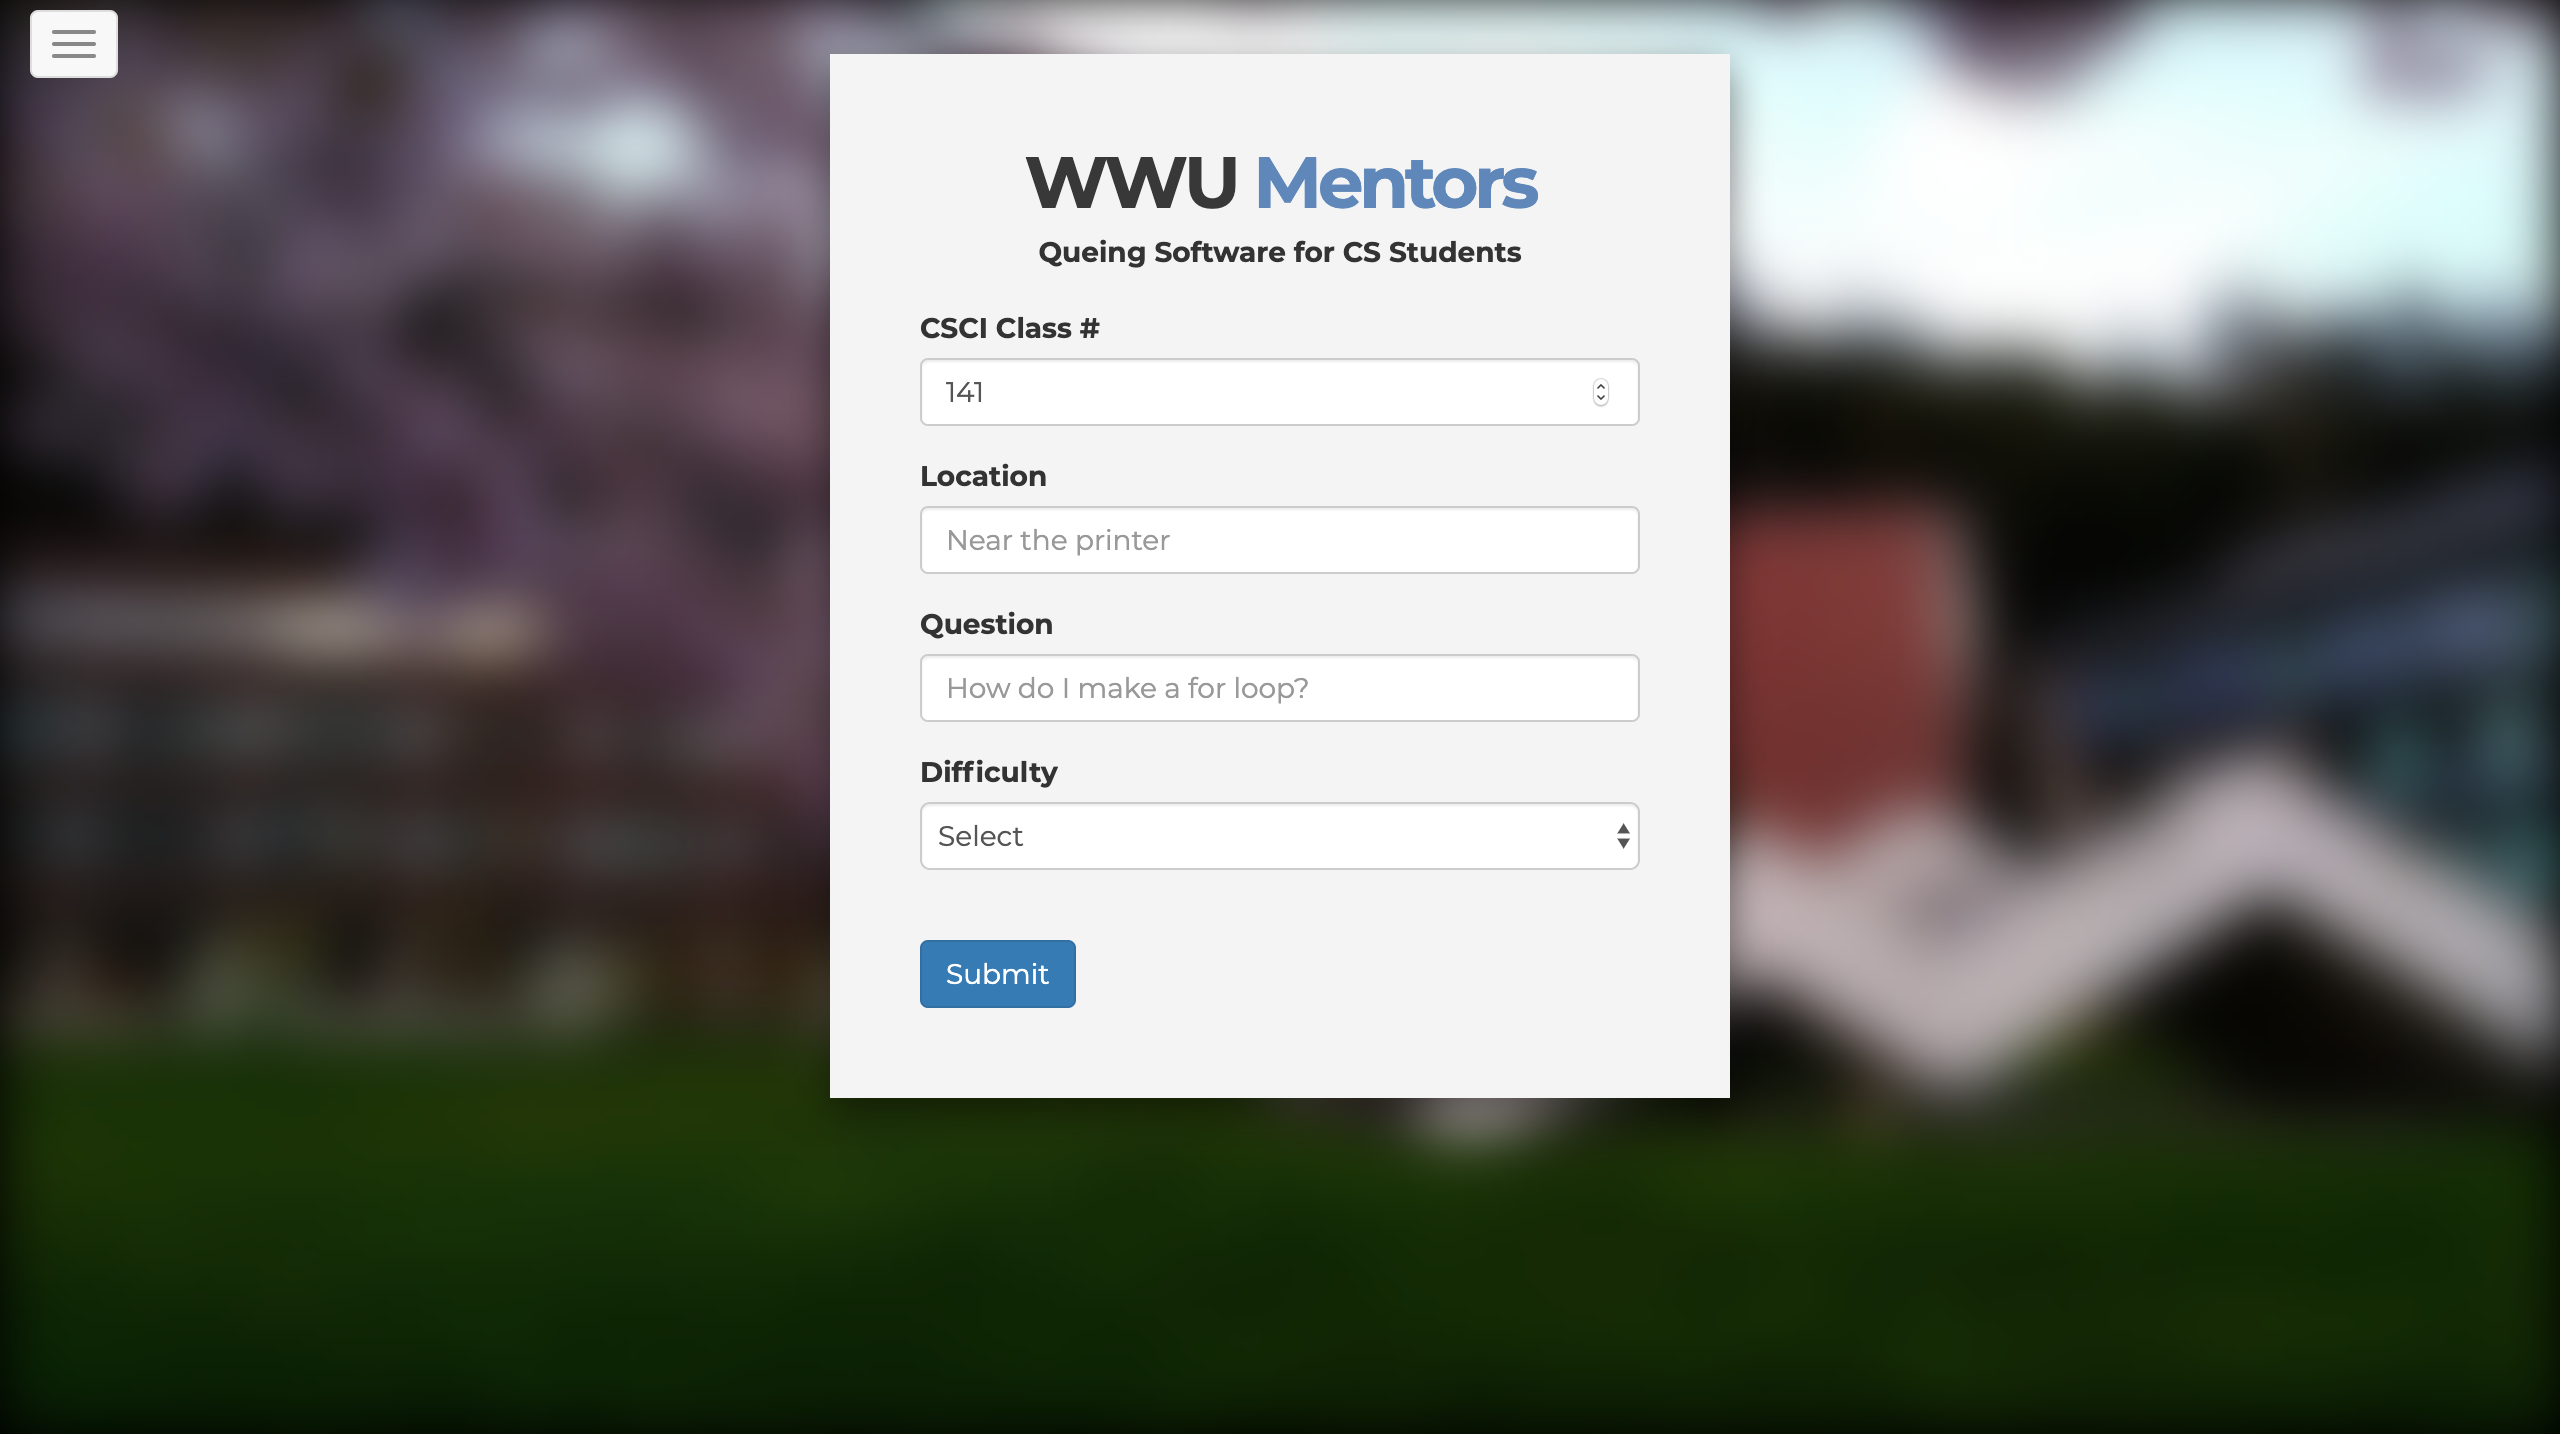 WWU Mentors
Queing Software for CS Students
CSCI Class #
141
Location
Near the printer
Question
How do I make a for loop?
Difficulty
Select
Submit